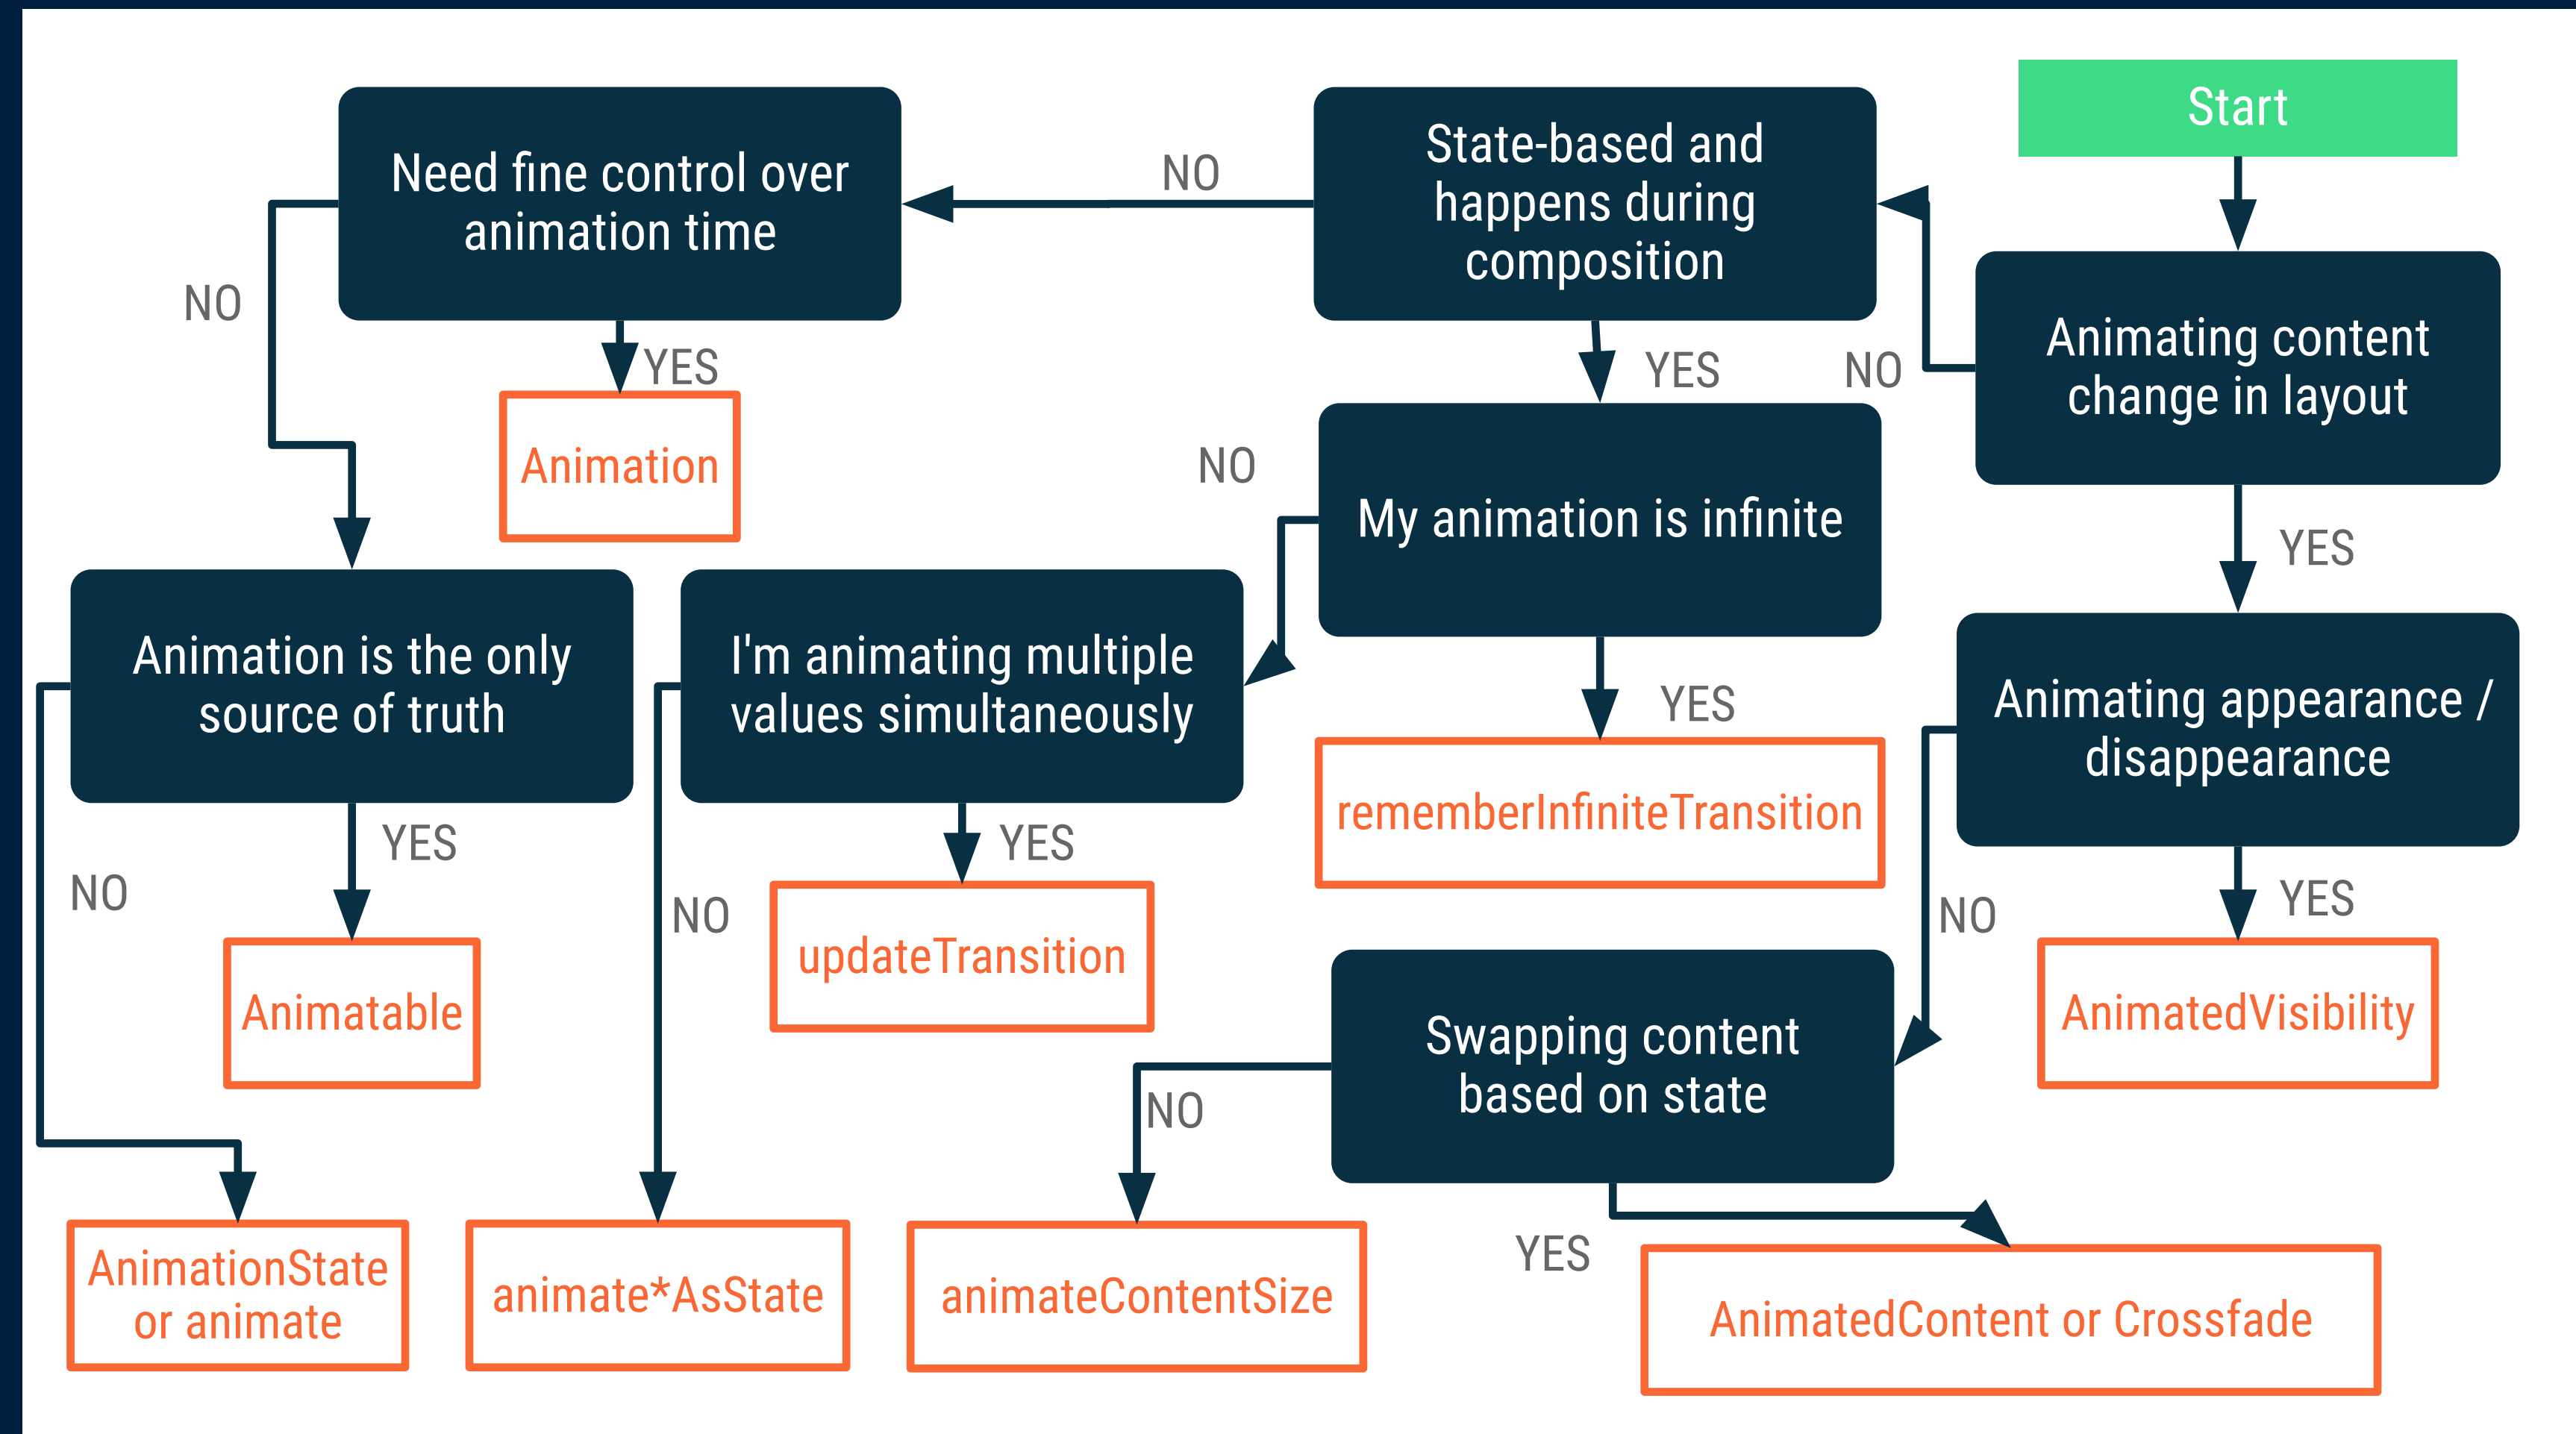 Start
Need fine control over
animation time
NO
State-based and
happens during
composition
NO
YES
YES
NO
Animating content
change in layout
Animation
NO
My animation is infinite
YES
Animation is the only
source of truth
I'm animating multiple
values simultaneously
YES
Animating appearance /
disappearance
rememberInfiniteTransition
YES
YES
NO
NO
NO
YES
updateTransition
Animatable
AnimatedVisibility
Swapping content
based on state
NO
YES
AnimationState
or animate
animate*AsState
animateContentSize
AnimatedContent or Crossfade